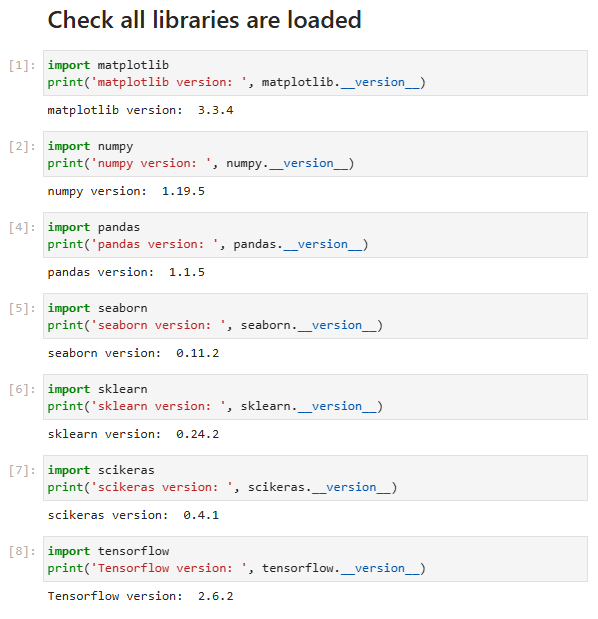 Check all libraries are loaded
[1]: import matplotlib
print('matplotlib version: ', matplotlib.__version__)
matplotlib version:  3.3.4
[2]: import numpy
print('numpy version: ', numpy.__version__)
numpy version:  1.19.5
[4]: import pandas
print('pandas version: ', pandas.__version__)
pandas version:  1.1.5
[5]: import seaborn
print('seaborn version: ', seaborn.__version__)
seaborn version:  0.11.2
[6]: import sklearn
print('sklearn version: ', sklearn.__version__)
sklearn version:  0.24.2
[7]: import scikeras
print('scikeras version: ', scikeras.__version__)
scikeras version:  0.4.1
[8]: import tensorflow
print('Tensorflow version: ', tensorflow.__version__)
Tensorflow version:  2.6.2